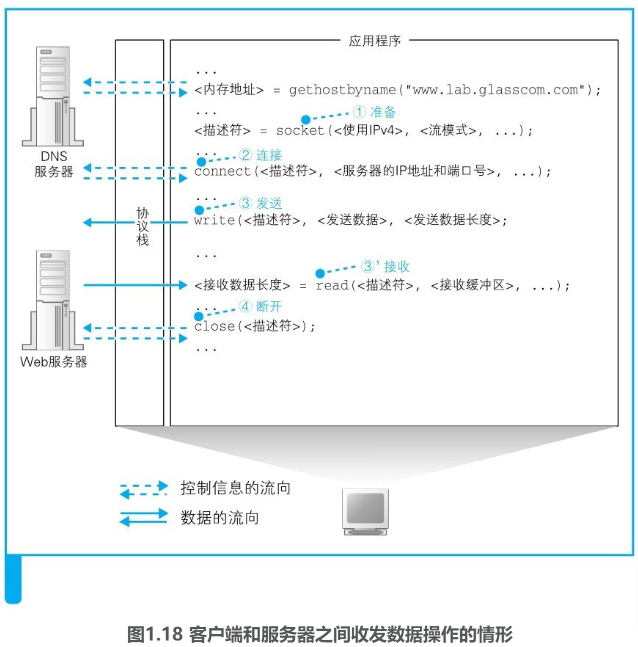 应用程序
...
<内存地址> = gethostbyname("www.lab.glasscom.com");
...
① 准备
<描述符> = socket(<使用IPv4>, <流模式>, ...);
DNS
服务器
...
② 连接
connect(<描述符>, <服务器的IP地址和端口号>, ...);
...
③ 发送
write(<描述符>, <发送数据>, <发送数据长度>;
协议栈
...
③' 接收
<接收数据长度> = read(<描述符>, <接收缓冲区>, ...);
...
④ 断开
close(<描述符>);
...
Web服务器
控制信息的流向
数据的流向
图1.18 客户端和服务器之间收发数据操作的情形